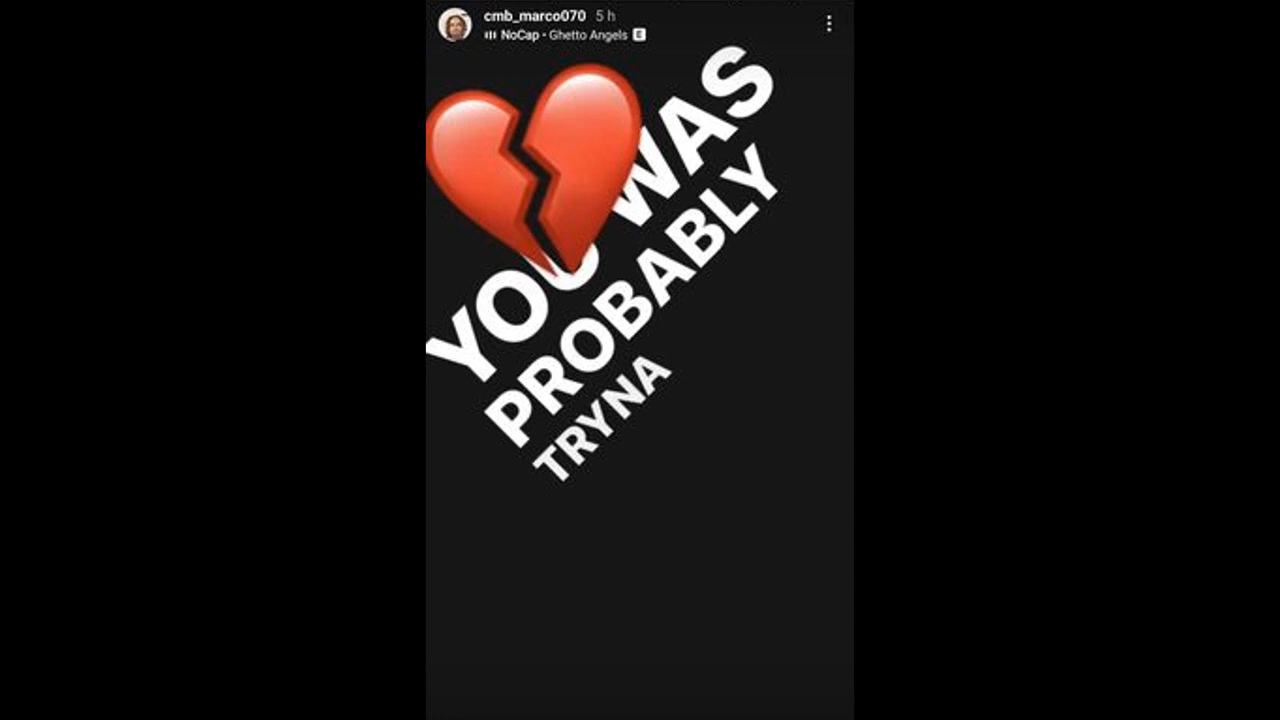 cmb_marco070 5 h
NoCap • Ghetto Angels E
YOU WAS
PROBABLY
TRYNA